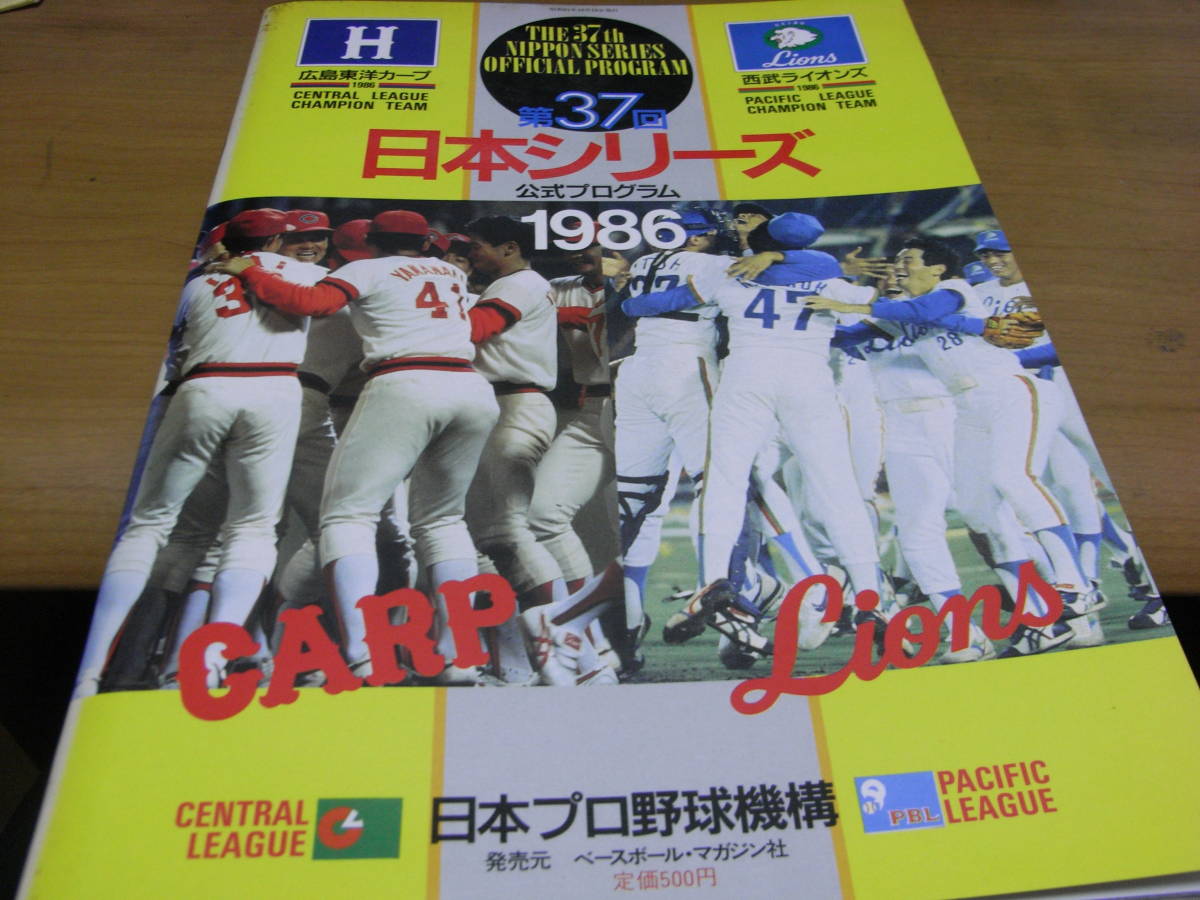 THE 37th
NIPPON SERIES
OFFICIAL PROGRAM
H
広島東洋カープ
1986
CENTRAL LEAGUE
CHAMPION TEAM
Lions
西武ライオンズ
1986
PACIFIC LEAGUE
CHAMPION TEAM
第37回
日本シリーズ
公式プログラム
1986
3
41
27
47
Lions
28
CARP
Lions
CENTRAL
LEAGUE
日本プロ野球機構
発売元 ベースボール・マガジン社
定価500円
PBL
PACIFIC
LEAGUE